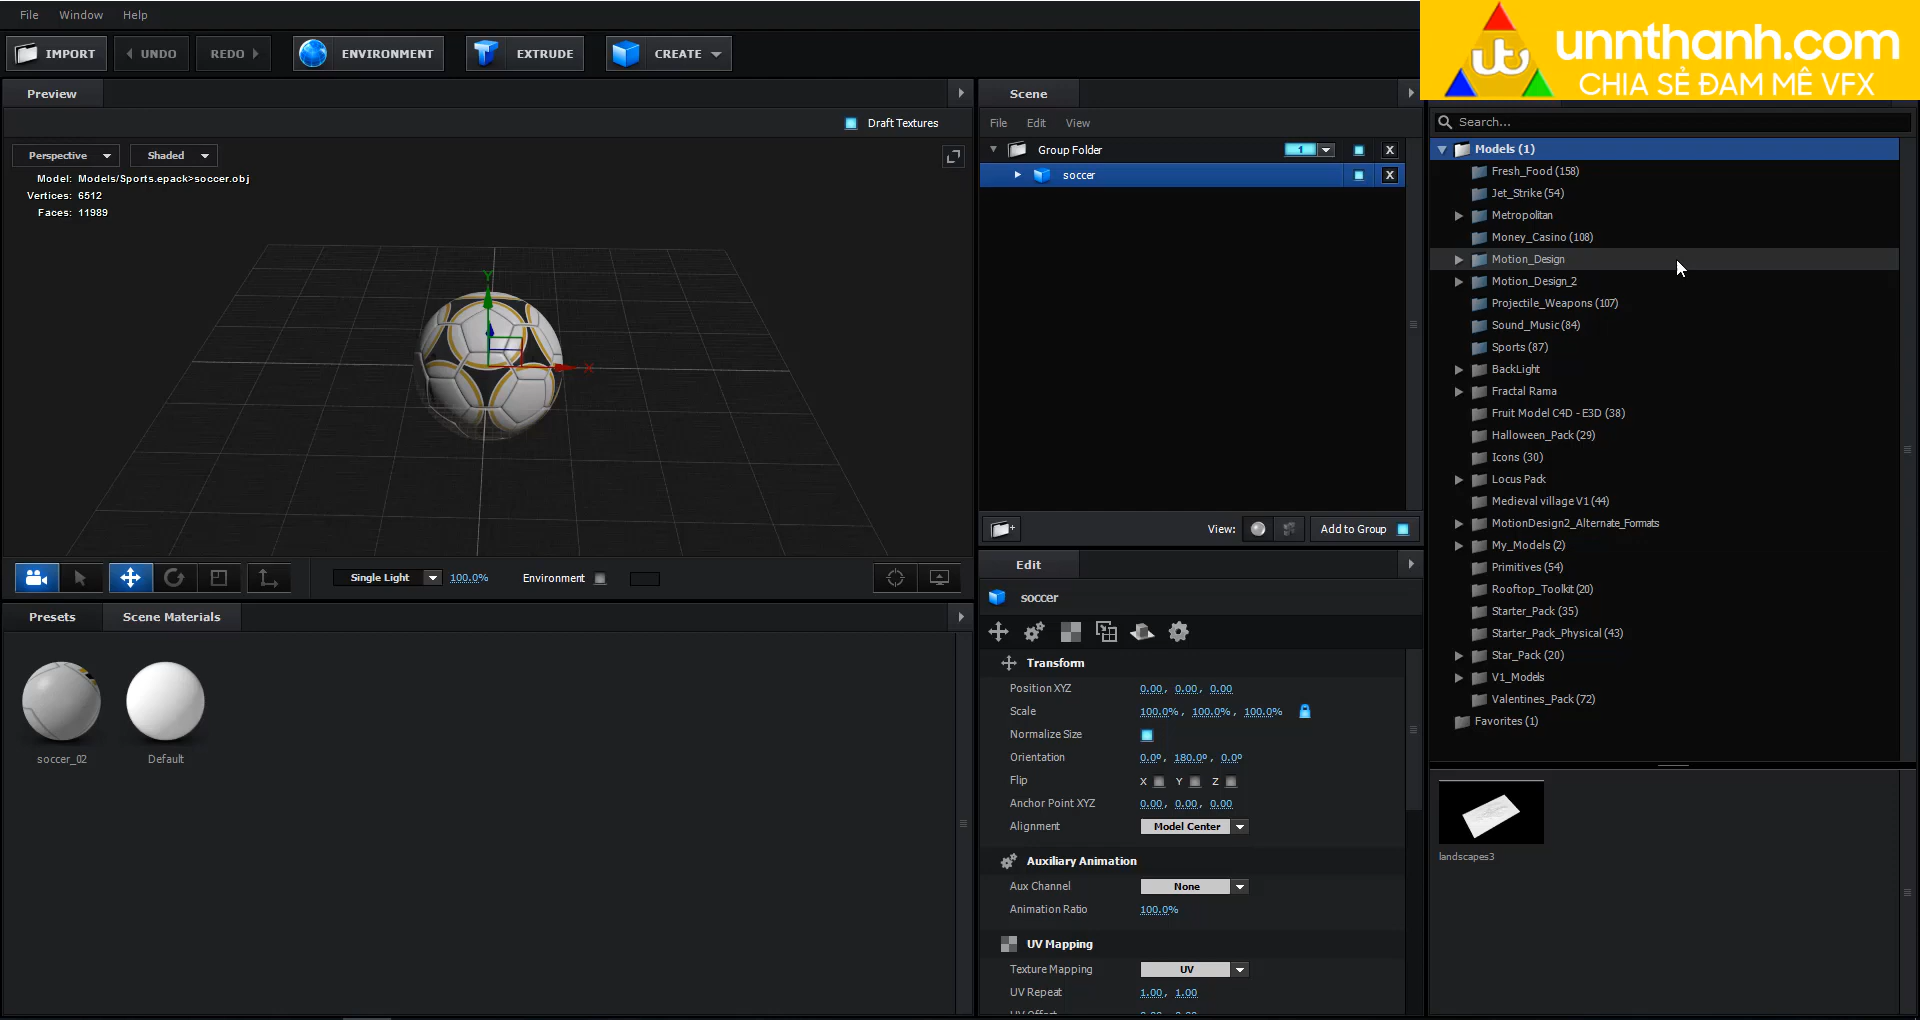 File Window Help
IMPORT UNDO REDO ENVIRONMENT EXTRUDE CREATE
unnthanh.com
CHIA SẺ ĐAM MÊ VFX
Preview
Draft Textures
Perspective Shaded
Model: Models/Sports.epack>soccer.obj
Vertices: 6512
Faces: 11989
Y
X
Single Light 100.0% Environment
Presets Scene Materials
soccer_02 Default
Scene
File Edit View
Group Folder 1 X
soccer X
View: Add to Group
Edit
soccer
Transform
Position XYZ 0.00, 0.00, 0.00
Scale 100.0%, 100.0%, 100.0%
Normalize Size
Orientation 0.0º, 180.0º, 0.0º
Flip X Y Z
Anchor Point XYZ 0.00, 0.00, 0.00
Alignment Model Center
Auxiliary Animation
Aux Channel None
Animation Ratio 100.0%
UV Mapping
Texture Mapping UV
UV Repeat 1.00, 1.00
Search...
Models (1)
Fresh_Food (158)
Jet_Strike (54)
Metropolitan
Money_Casino (108)
Motion_Design
Motion_Design_2
Projectile_Weapons (107)
Sound_Music (84)
Sports (87)
BackLight
Fractal Rama
Fruit Model C4D - E3D (38)
Halloween_Pack (29)
Icons (30)
Locus Pack
Medieval village V1 (44)
MotionDesign2_Alternate_Formats
My_Models (2)
Primitives (54)
Rooftop_Toolkit (20)
Starter_Pack (35)
Starter_Pack_Physical (43)
Star_Pack (20)
V1_Models
Valentines_Pack (72)
Favorites (1)
landscapes3